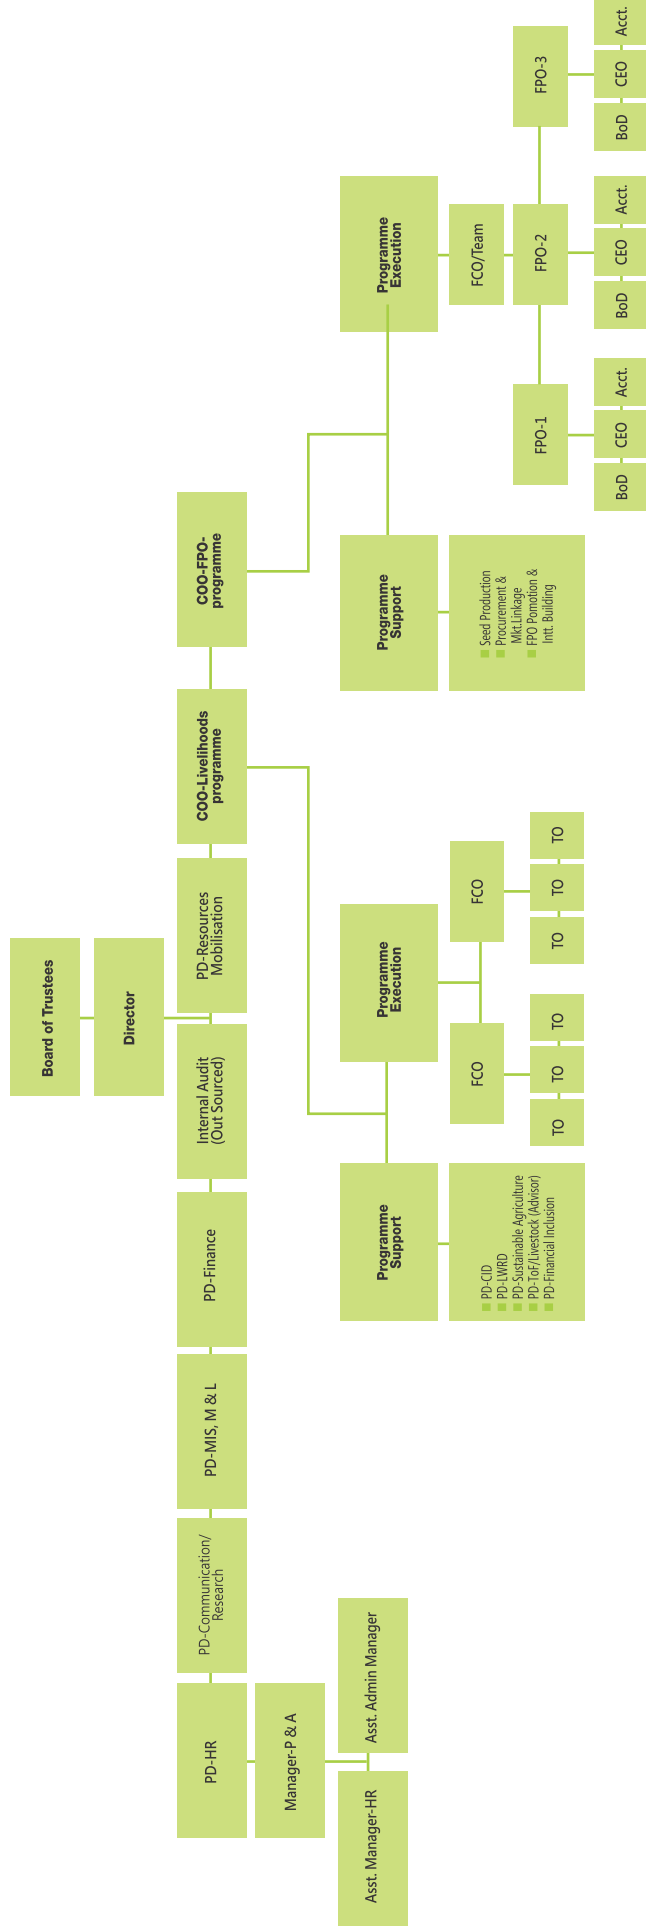 Board of Trustees
Director
PD-HR
PD-Communication/
Research
PD-MIS, M & L
PD-Finance
Internal Audit
(Out Sourced)
PD-Resources
Mobilisation
COO-Livelihoods
programme
COO-FPO-
programme
Manager-P & A
Asst. Manager-HR
Asst. Admin Manager
Programme
Support
Programme
Execution
Programme
Support
Programme
Execution
PD-CID
PD-LWRD
PD-Sustainable Agriculture
PD-ToF/Livestock (Advisor)
PD-Financial Inclusion
FCO
FCO
TO
TO
TO
TO
TO
TO
Seed Production
Procurement &
Mkt.Linkage
FPO Pomotion &
Intt. Building
FCO/Team
FPO-1
FPO-2
FPO-3
BoD
CEO
Acct.
BoD
CEO
Acct.
BoD
CEO
Acct.